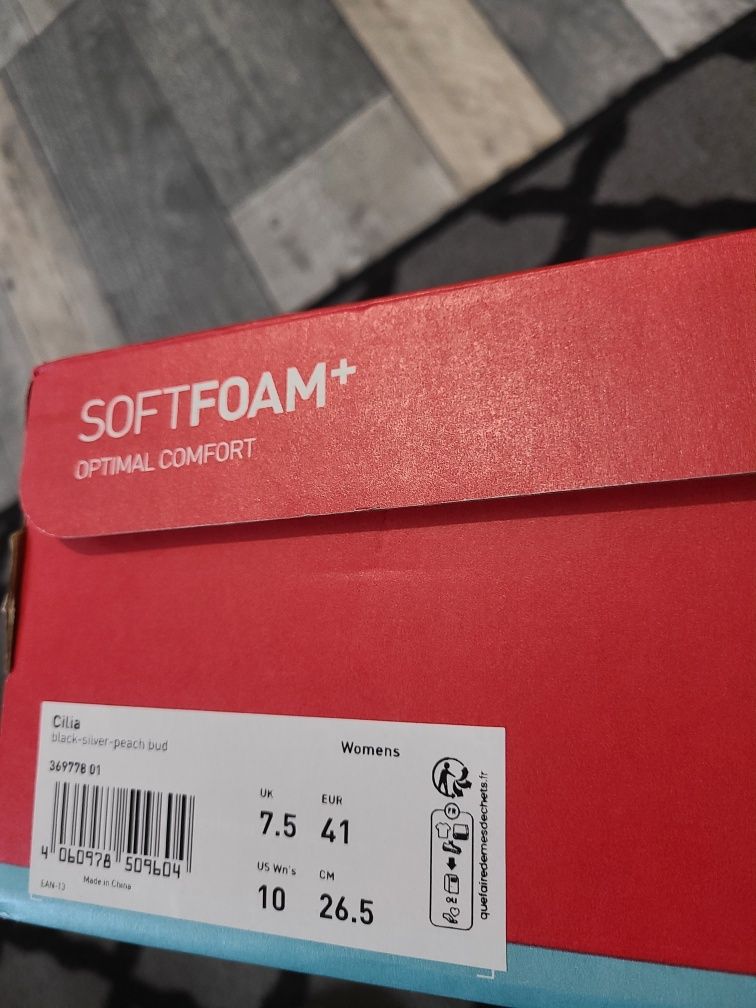 SOFTFOAM+
OPTIMAL COMFORT
Cilia
black-silver-peach bud
Womens
369778 01
UK EUR
7.5 41
US Wn's CM
10 26.5
4 060978 509604
EAN-13 Made in China
quefairedemesdechets.fr
FR